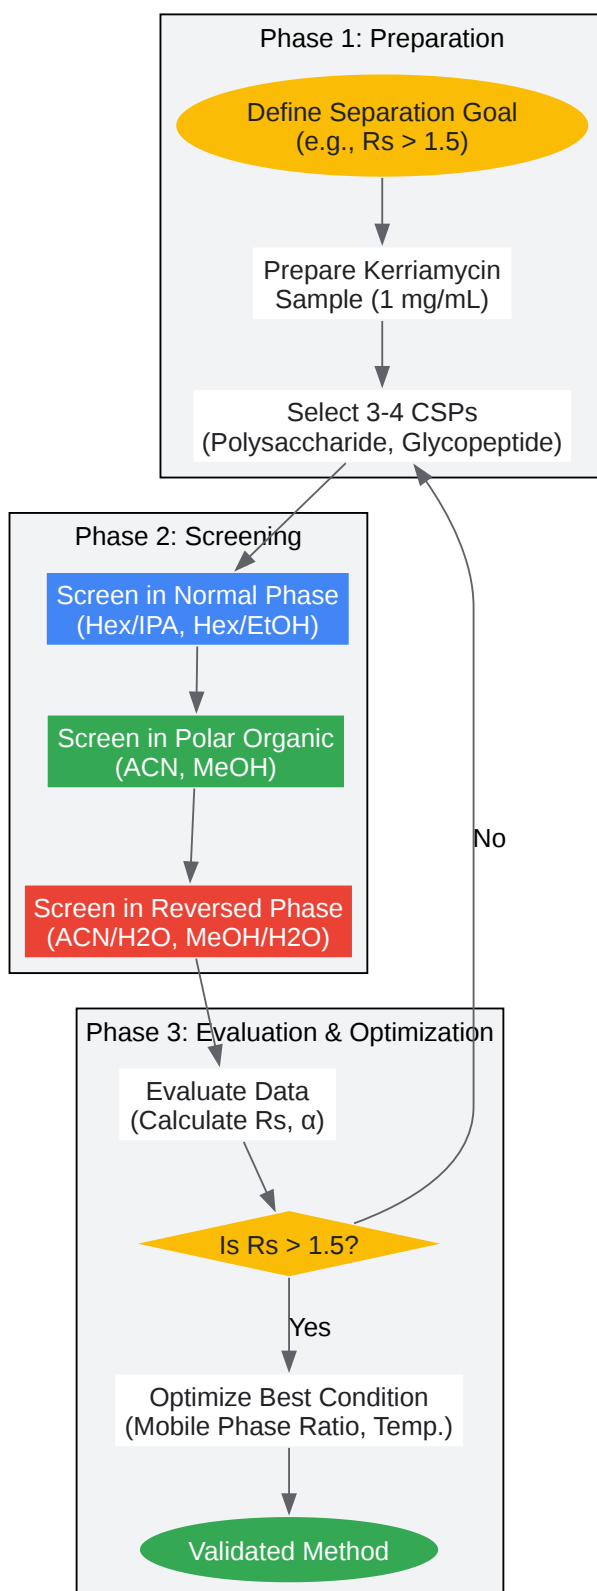 Phase 1: Preparation
Define Separation Goal
(e.g., Rs > 1.5)
Prepare Kerriamycin
Sample (1 mg/mL)
Select 3-4 CSPs
(Polysaccharide, Glycopeptide)
Phase 2: Screening
Screen in Normal Phase
(Hex/IPA, Hex/EtOH)
Screen in Polar Organic
(ACN, MeOH)
No
Screen in Reversed Phase
(ACN/H2O, MeOH/H2O)
Phase 3: Evaluation & Optimization
Evaluate Data
(Calculate Rs, α)
Is Rs > 1.5?
Yes
Optimize Best Condition
(Mobile Phase Ratio, Temp.)
Validated Method